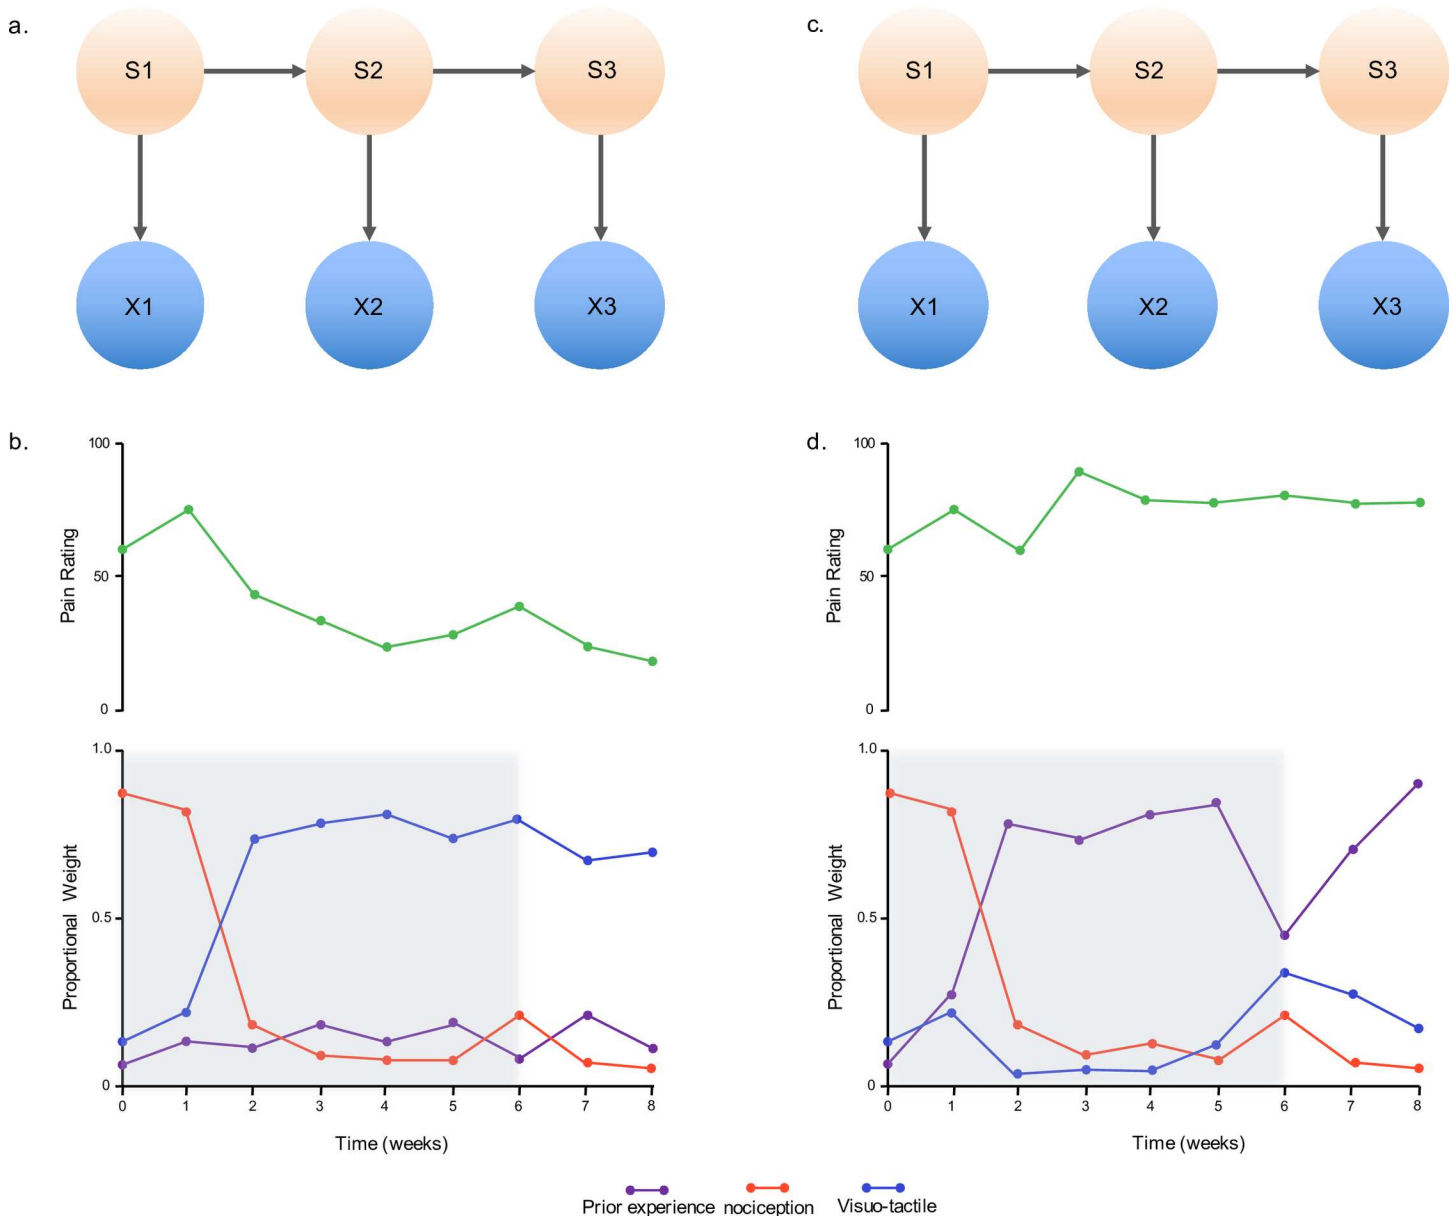 a.
S1
S2
S3
X1
X2
X3
c.
S1
S2
S3
X1
X2
X3
b.
100
50
0
Pain Rating
1.0
0.5
0
Proportional Weight
0 1 2 3 4 5 6 7 8
Time (weeks)
d.
100
50
0
Pain Rating
1.0
0.5
0
Proportional Weight
0 1 2 3 4 5 6 7 8
Time (weeks)
Prior experience nociception Visuo-tactile